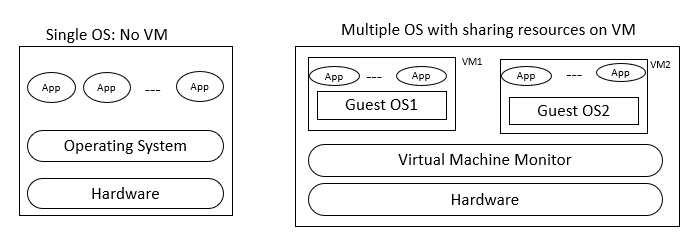 Single OS: No VM
App App --- App
Operating System
Hardware
Multiple OS with sharing resources on VM
VM1
App --- App
Guest OS1
VM2
App --- App
Guest OS2
Virtual Machine Monitor
Hardware